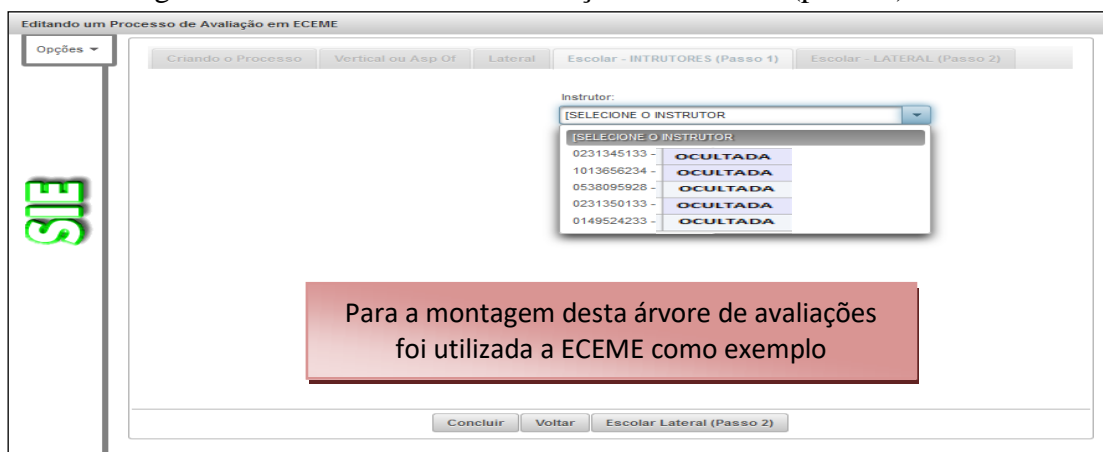 Editando um Processo de Avaliação em ECEME
Opções
Criando o Processo Vertical ou Asp Of Lateral Escolar - INTRUTORES (Passo 1) Escolar - LATERAL (Passo 2)
Instrutor:
[SELECIONE O INSTRUTOR
[SELECIONE O INSTRUTOR
0231345133 - OCULTADA
1013656234 - OCULTADA
0538095928 - OCULTADA
0231350133 - OCULTADA
0149524233 - OCULTADA
SIE
Para a montagem desta árvore de avaliações
foi utilizada a ECEME como exemplo
Concluir Voltar Escolar Lateral (Passo 2)